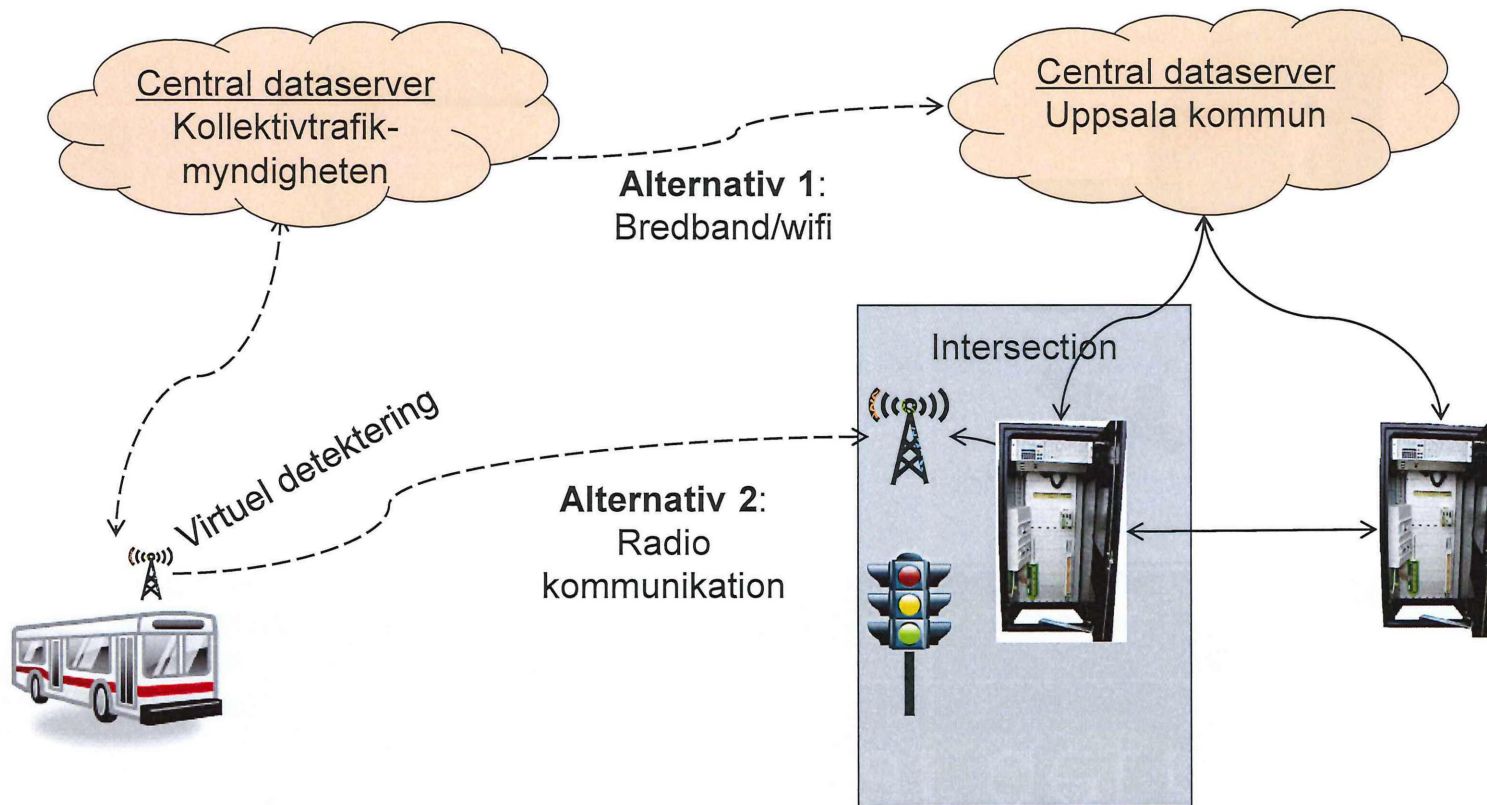 Central dataserver
Kollektivtrafik-
myndigheten
Central dataserver
Uppsala kommun
Alternativ 1:
Bredband/wifi
Intersection
Virtuel detektering
Alternativ 2:
Radio
kommunikation